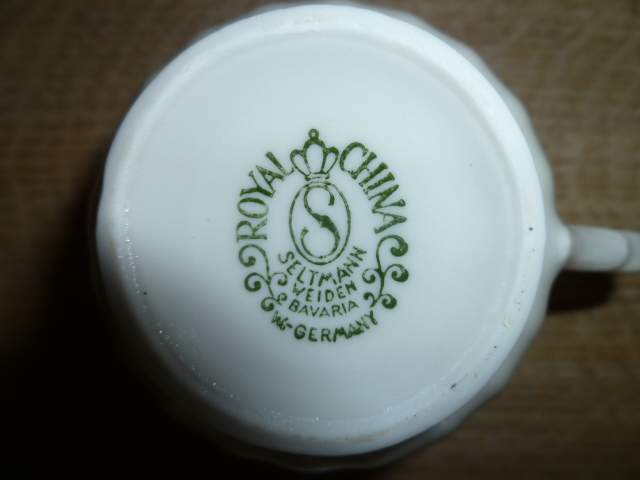 ROYAL CHINA
S
SELTMANN
WEIDEN
BAVARIA
W-GERMANY